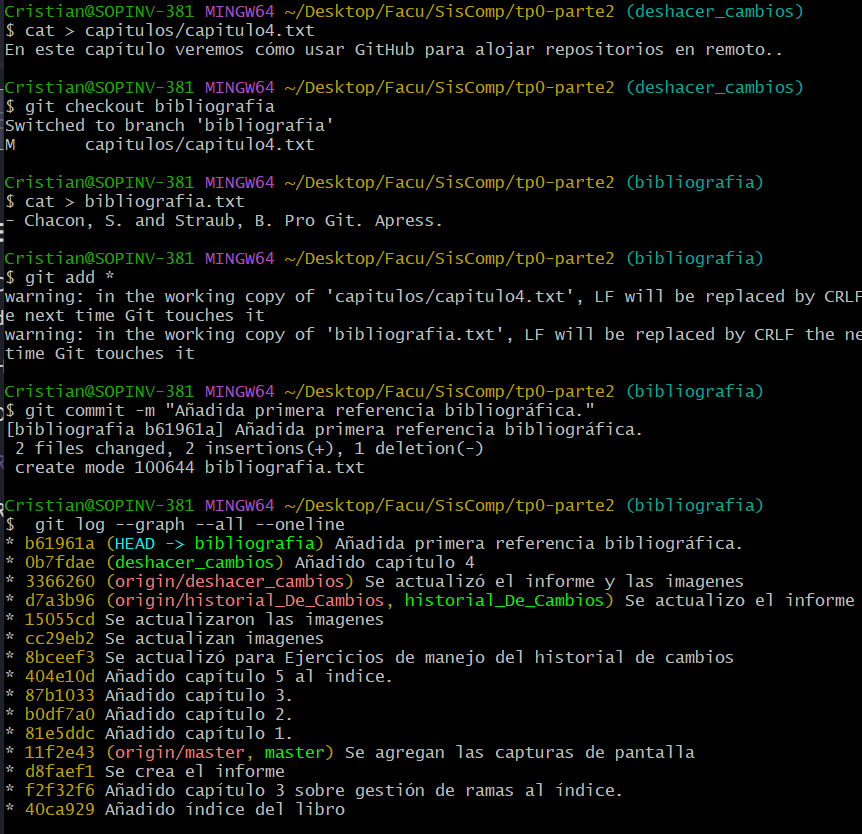 Cristian@SOPINV-381 MINGW64 ~/Desktop/Facu/SisComp/tp0-parte2 (deshacer_cambios)
$ cat > capitulos/capitulo4.txt
En este capítulo veremos cómo usar GitHub para alojar repositorios en remoto..
Cristian@SOPINV-381 MINGW64 ~/Desktop/Facu/SisComp/tp0-parte2 (deshacer_cambios)
$ git checkout bibliografia
Switched to branch 'bibliografia'
M       capitulos/capitulo4.txt
Cristian@SOPINV-381 MINGW64 ~/Desktop/Facu/SisComp/tp0-parte2 (bibliografia)
$ cat > bibliografia.txt
- Chacon, S. and Straub, B. Pro Git. Apress.
Cristian@SOPINV-381 MINGW64 ~/Desktop/Facu/SisComp/tp0-parte2 (bibliografia)
$ git add *
warning: in the working copy of 'capitulos/capitulo4.txt', LF will be replaced by CRLF
e next time Git touches it
warning: in the working copy of 'bibliografia.txt', LF will be replaced by CRLF the ne
time Git touches it
Cristian@SOPINV-381 MINGW64 ~/Desktop/Facu/SisComp/tp0-parte2 (bibliografia)
$ git commit -m "Añadida primera referencia bibliográfica."
[bibliografia b61961a] Añadida primera referencia bibliográfica.
 2 files changed, 2 insertions(+), 1 deletion(-)
 create mode 100644 bibliografia.txt
Cristian@SOPINV-381 MINGW64 ~/Desktop/Facu/SisComp/tp0-parte2 (bibliografia)
$  git log --graph --all --oneline
* b61961a (HEAD -> bibliografia) Añadida primera referencia bibliográfica.
* 0b7fdae (deshacer_cambios) Añadido capítulo 4
* 3366260 (origin/deshacer_cambios) Se actualizó el informe y las imagenes
* d7a3b96 (origin/historial_De_Cambios, historial_De_Cambios) Se actualizo el informe
* 15055cd Se actualizaron las imagenes
* cc29eb2 Se actualizan imagenes
* 8bceef3 Se actualizó para Ejercicios de manejo del historial de cambios
* 404e10d Añadido capítulo 5 al indice.
* 87b1033 Añadido capítulo 3.
* b0df7a0 Añadido capítulo 2.
* 81e5ddc Añadido capítulo 1.
* 11f2e43 (origin/master, master) Se agregan las capturas de pantalla
* d8faef1 Se crea el informe
* f2f32f6 Añadido capítulo 3 sobre gestión de ramas al índice.
* 40ca929 Añadido índice del libro